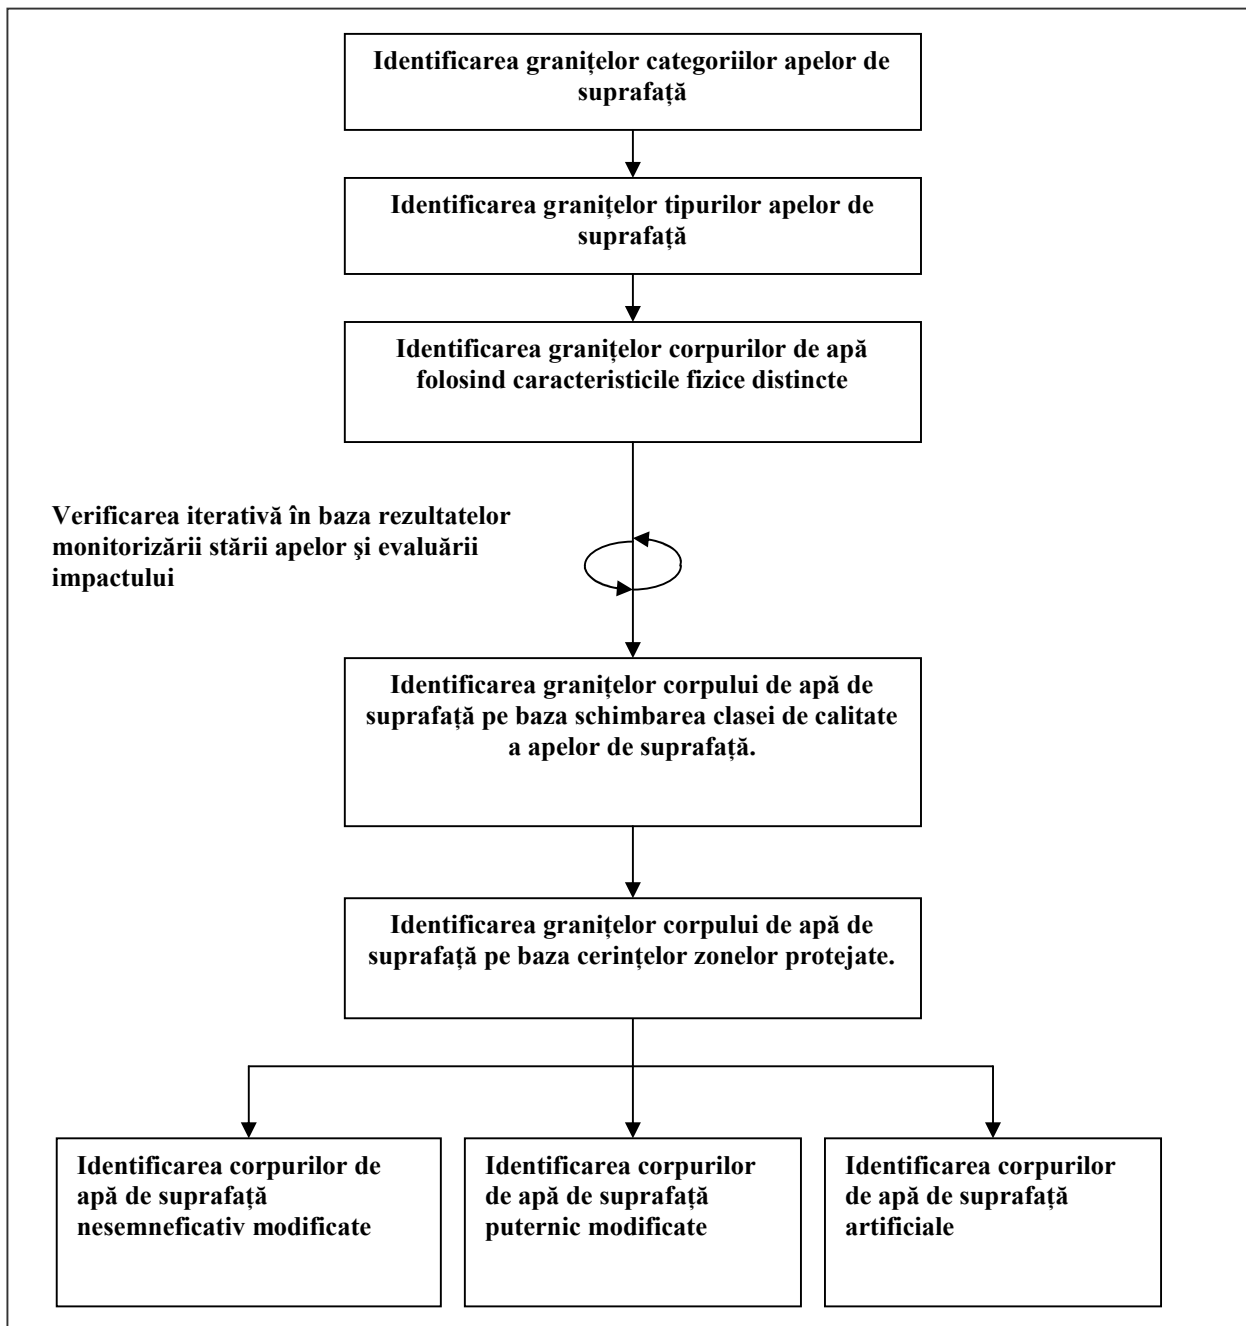 Identificarea granițelor categoriilor apelor de
suprafață
Identificarea granițelor tipurilor apelor de
suprafață
Identificarea granițelor corpurilor de apă
folosind caracteristicile fizice distincte
Verificarea iterativă în baza rezultatelor
monitorizării stării apelor şi evaluării
impactului
Identificarea granițelor corpului de apă de
suprafață pe baza schimbarea clasei de calitate
a apelor de suprafață.
Identificarea granițelor corpului de apă de
suprafață pe baza cerințelor zonelor protejate.
Identificarea corpurilor de
apă de suprafață
nesemneficativ modificate
Identificarea corpurilor
de apă de suprafață
puternic modificate
Identificarea corpurilor
de apă de suprafață
artificiale